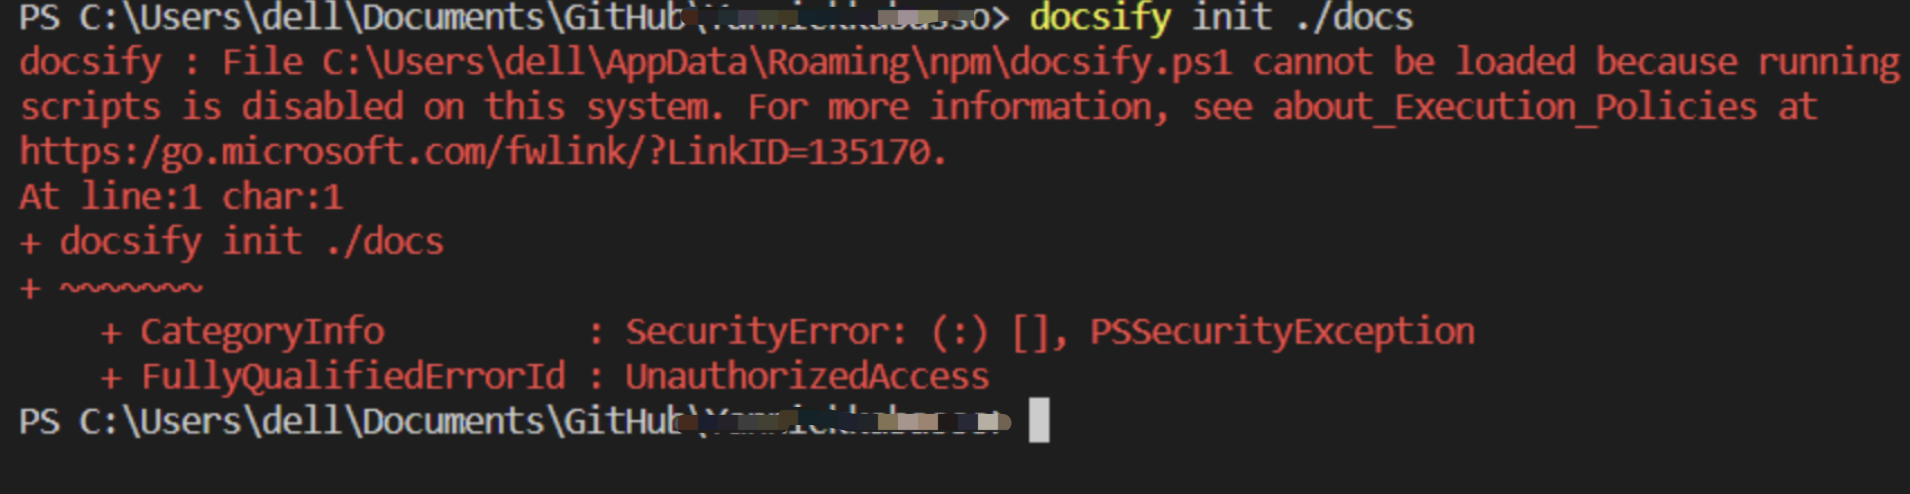 PS C:\Users\dell\Documents\GitHub\ > docsify init ./docs
docsify : File C:\Users\dell\AppData\Roaming\npm\docsify.ps1 cannot be loaded because running
scripts is disabled on this system. For more information, see about_Execution_Policies at
https:/go.microsoft.com/fwlink/?LinkID=135170.
At line:1 char:1
+ docsify init ./docs
+ ~~~~~~~
+ CategoryInfo : SecurityError: (:) [], PSSecurityException
+ FullyQualifiedErrorId : UnauthorizedAccess
PS C:\Users\dell\Documents\GitHub\